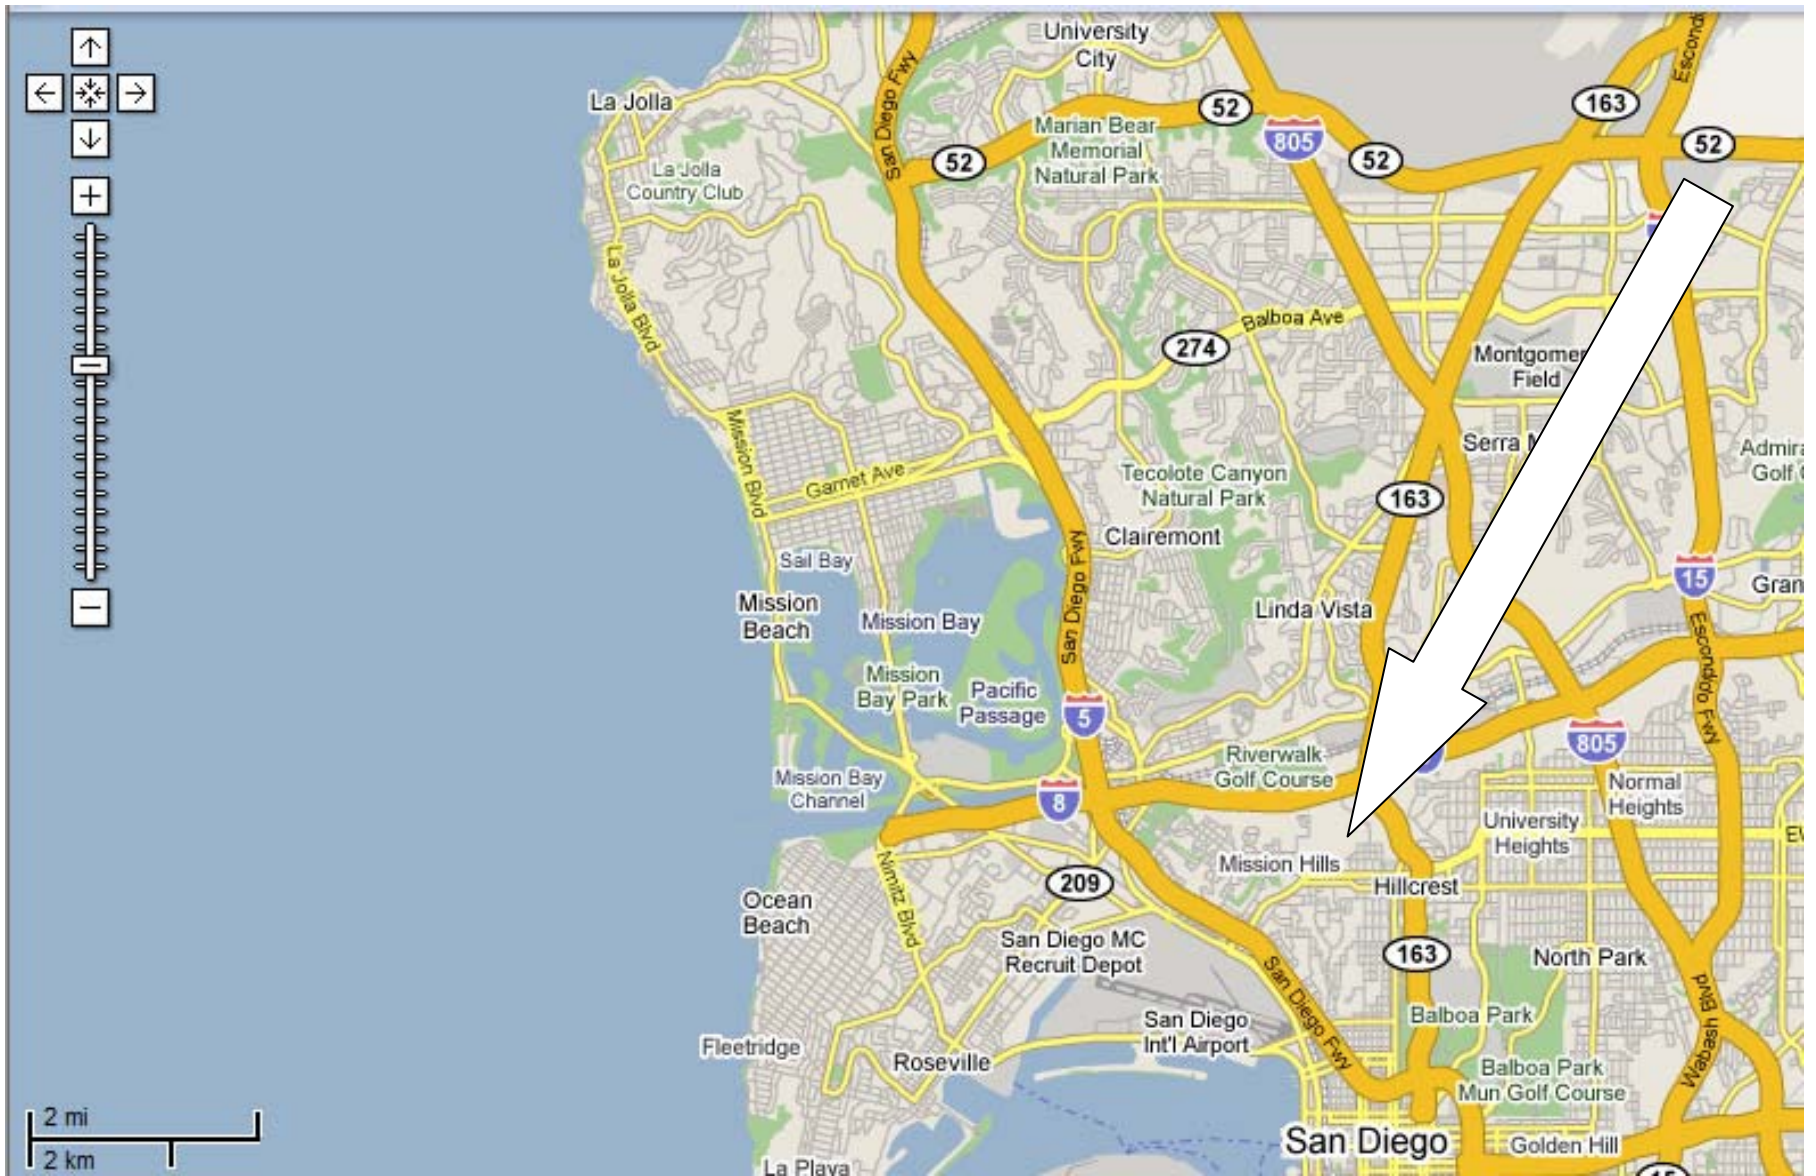 University
City
San Diego Fwy
Escond
La Jolla
163
52
Marian Bear
Memorial
Natural Park
805
52
52
52
La Jolla
Country Club
La Jolla Blvd
Balboa Ave
274
Montgomer
Field
Mission Blvd
Garnet Ave
Serra M
Admira
Golf
Tecolote Canyon
Natural Park
163
Clairemont
San Diego Fwy
Sail Bay
15
Gran
Mission
Beach
Mission Bay
Linda Vista
Escondido Fwy
Mission
Bay Park
Pacific
Passage
5
805
Riverwalk
Golf Course
Mission Bay
Channel
8
Normal
Heights
University
Heights
Mission Hills
Nimitz Blvd
209
Hillcrest
Ocean
Beach
San Diego MC
Recruit Depot
163
North Park
San Diego Fwy
Wabash Blvd
San Diego
Int'l Airport
Balboa Park
Fleetridge
Roseville
Balboa Park
Mun Golf Course
2 mi
2 km
San Diego
Golden Hill
La Playa
15